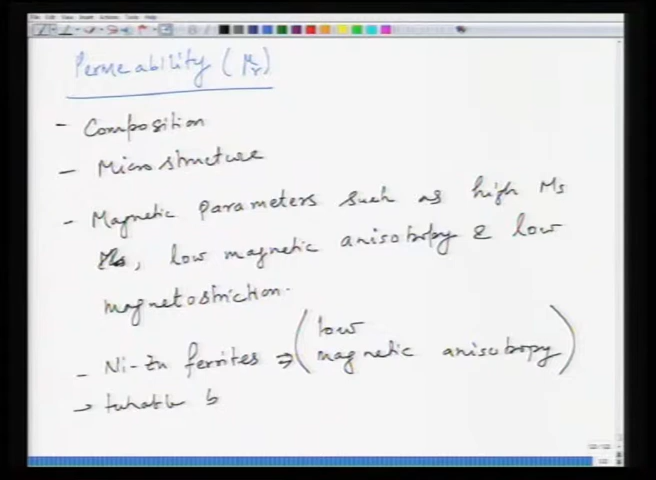 Permeability (μr)
- Composition
- Microstructure
- Magnetic parameters such as high Ms
, low magnetic anisotropy & low
magnetostriction.
- Ni-Zn ferrites ⇒ (low
magnetic anisotropy)
→ tunable b